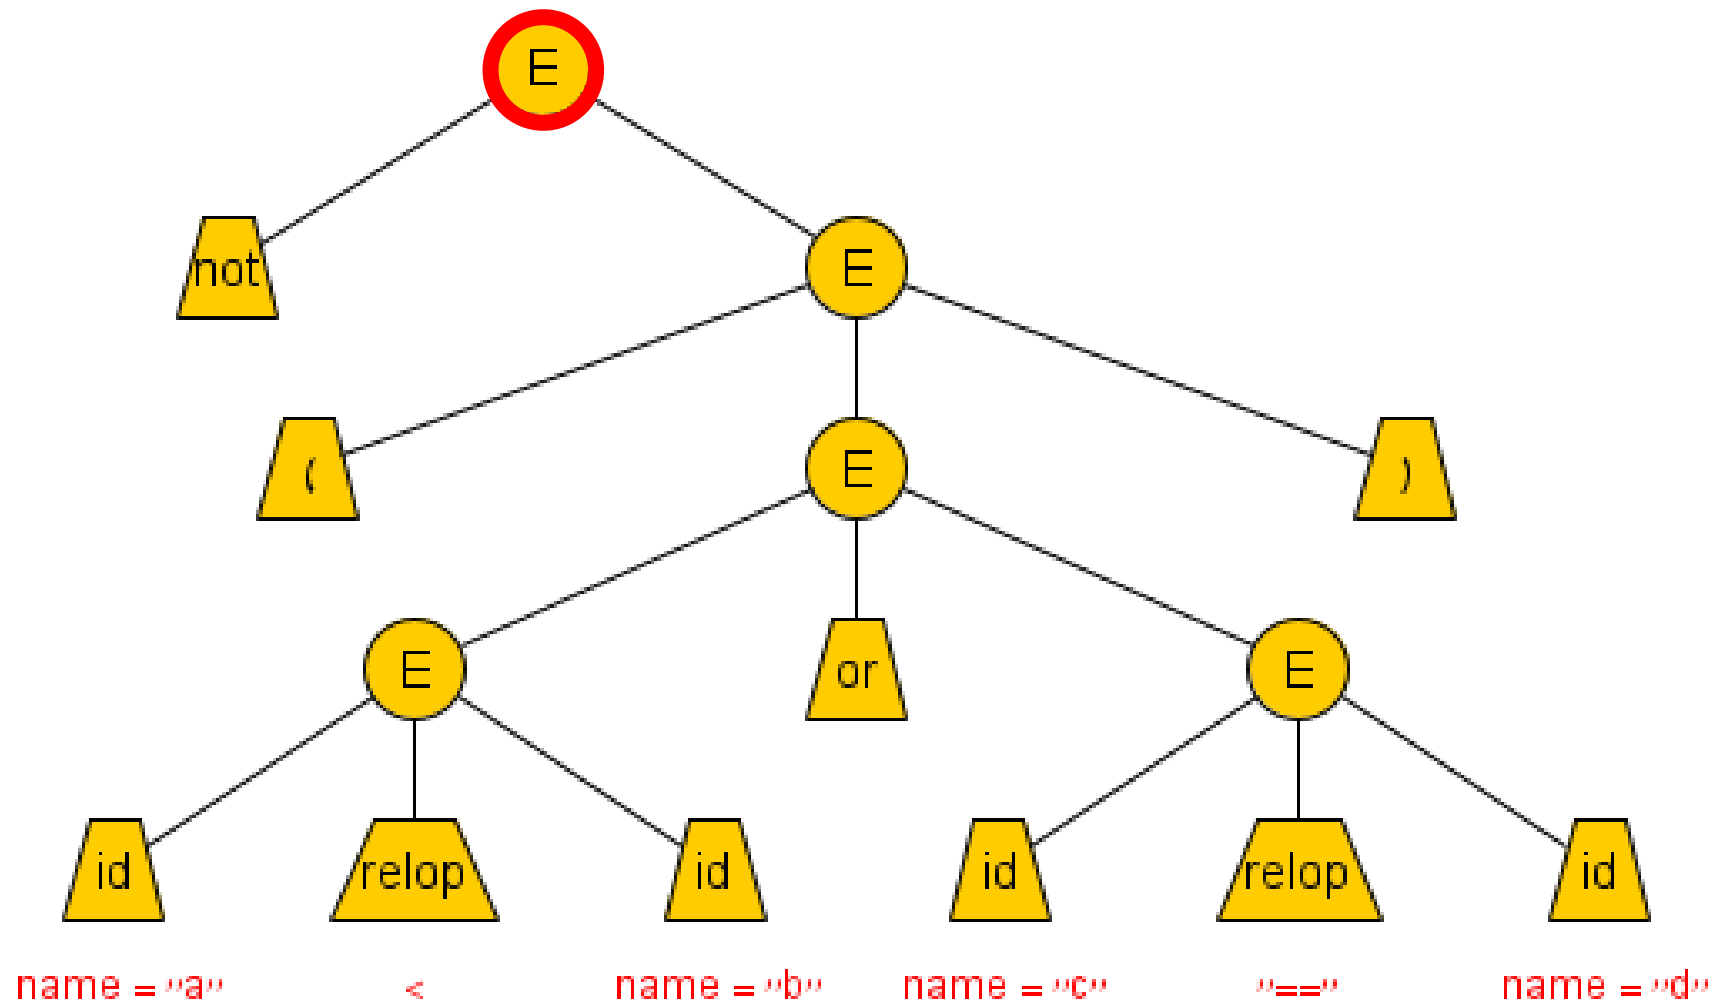 E
not
E
(
E
)
E
or
E
id
relop
id
id
relop
id
name = "a"
<
name = "b"
name = "c"
"=="
name = "d"